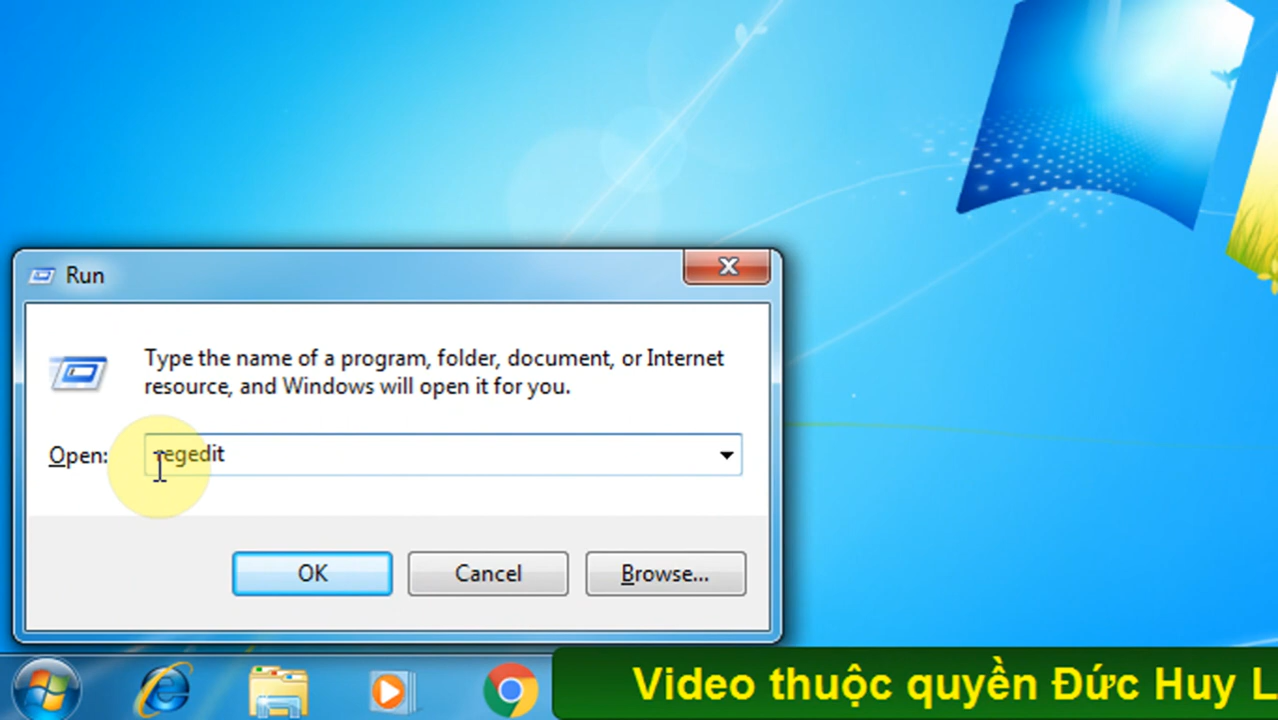 Run
Type the name of a program, folder, document, or Internet
resource, and Windows will open it for you.
Open: regedit
OK Cancel Browse...
Video thuộc quyền Đức Huy L